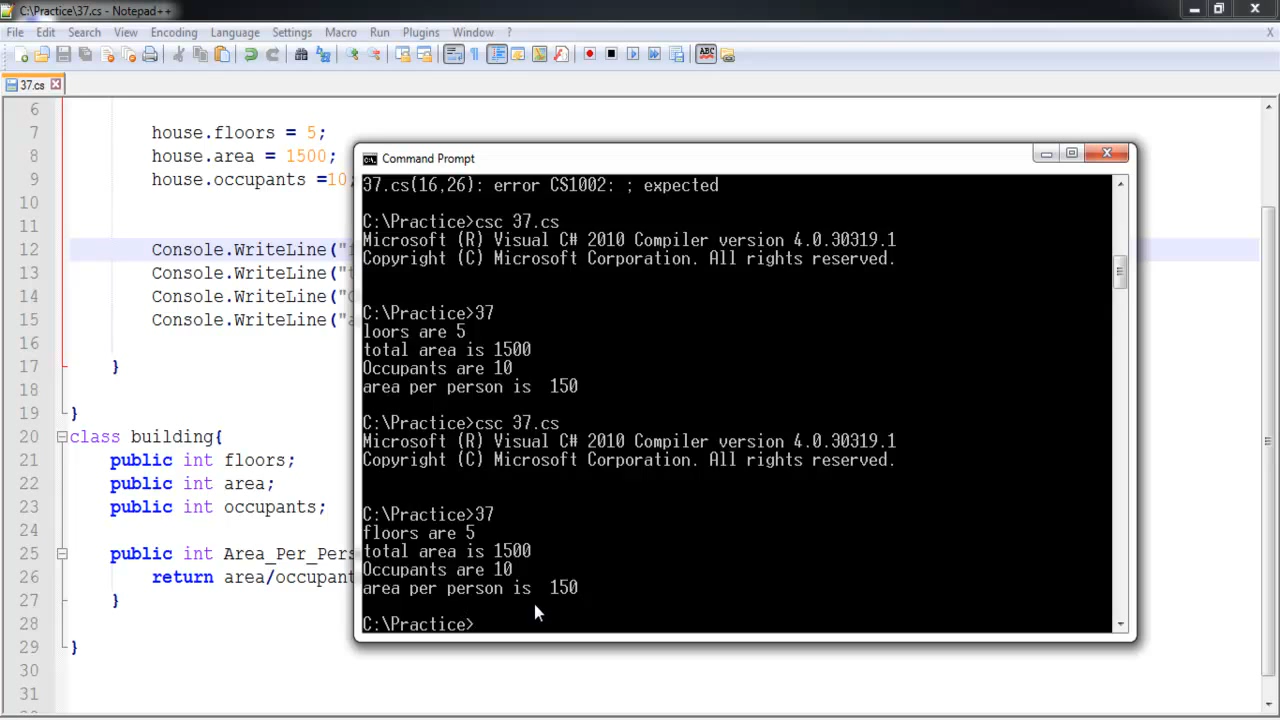 C:\Practice\37.cs - Notepad++
File Edit Search View Encoding Language Settings Macro Run Plugins Window ?
37.cs
6
7 house.floors = 5;
8 house.area = 1500;
9 house.occupants =10;
10
11
12 Console.WriteLine("f
13 Console.WriteLine("t
14 Console.WriteLine("O
15 Console.WriteLine("a
16
17 }
18
19 }
20 class building{
21 public int floors;
22 public int area;
23 public int occupants;
24
25 public int Area_Per_Pers
26 return area/occupant
27 }
28
29 }
30
31
Command Prompt
37.cs(16,26): error CS1002: ; expected
C:\Practice>csc 37.cs
Microsoft (R) Visual C# 2010 Compiler version 4.0.30319.1
Copyright (C) Microsoft Corporation. All rights reserved.
C:\Practice>37
loors are 5
total area is 1500
Occupants are 10
area per person is  150
C:\Practice>csc 37.cs
Microsoft (R) Visual C# 2010 Compiler version 4.0.30319.1
Copyright (C) Microsoft Corporation. All rights reserved.
C:\Practice>37
floors are 5
total area is 1500
Occupants are 10
area per person is  150
C:\Practice>